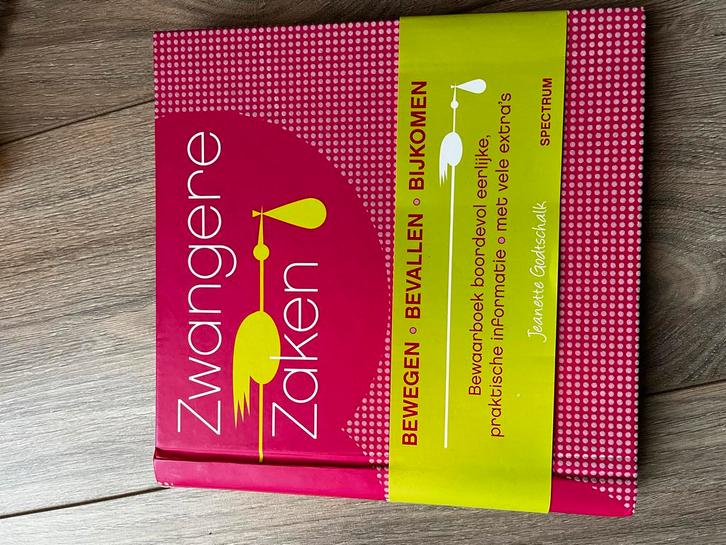 Zwangere
Zaken
BEWEGEN • BEVALLEN • BIJKOMEN
Bewaarboek boordevol eerlijke,
praktische informatie • met vele extra's
Jeanette Godtschalk
SPECTRUM